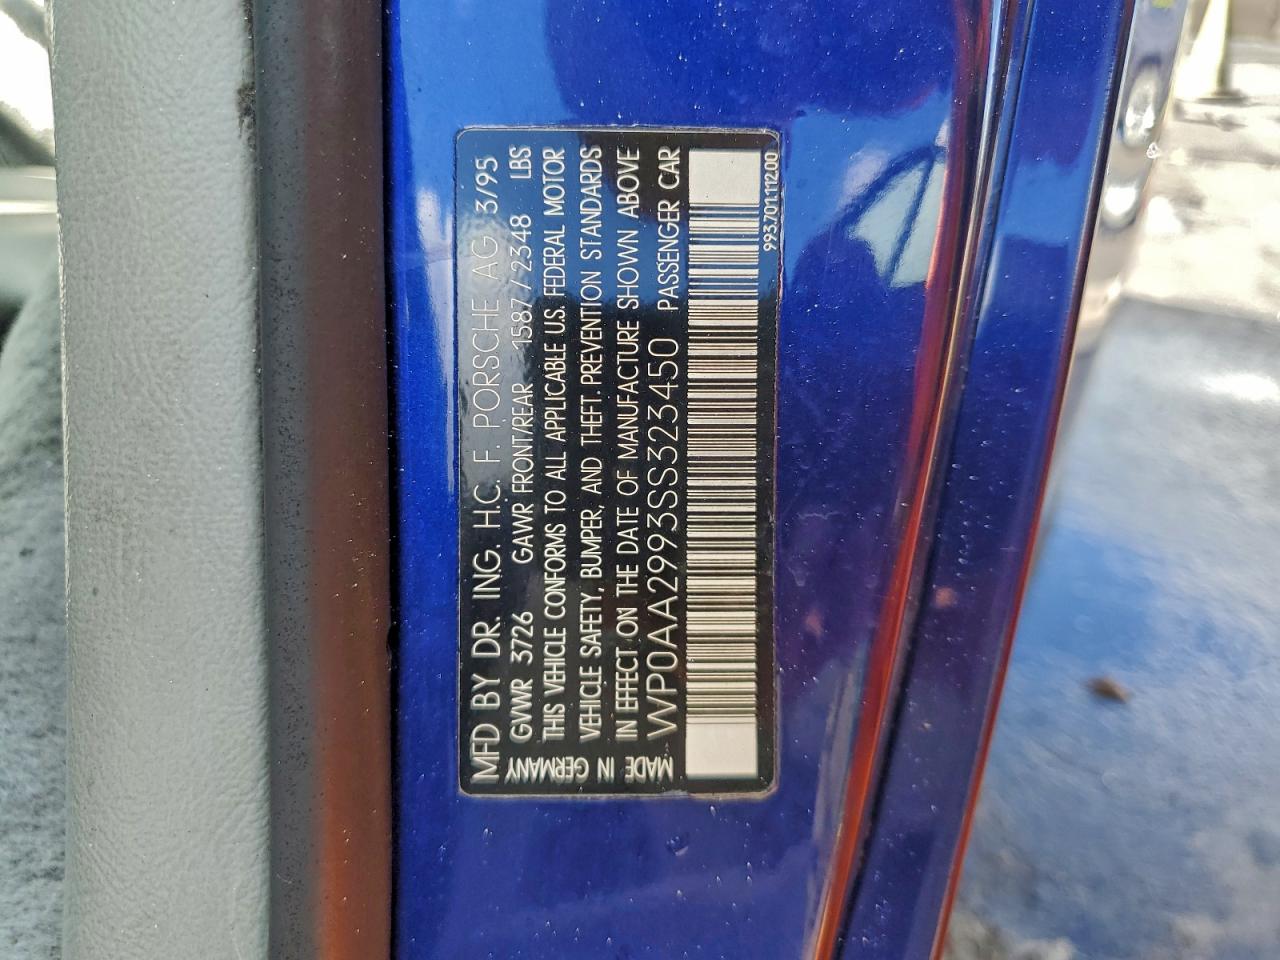 MFD BY DR. ING. H.C. F. PORSCHE AG 3/95
GVWR 3726 GAWR FRONT/REAR 1587/2348 LBS
THIS VEHICLE CONFORMS TO ALL APPLICABLE U.S. FEDERAL MOTOR
VEHICLE SAFETY, BUMPER, AND THEFT PREVENTION STANDARDS
IN EFFECT ON THE DATE OF MANUFACTURE SHOWN ABOVE
WP0AA2993SS323450 PASSENGER CAR
MADE IN GERMANY
993.701.112.00